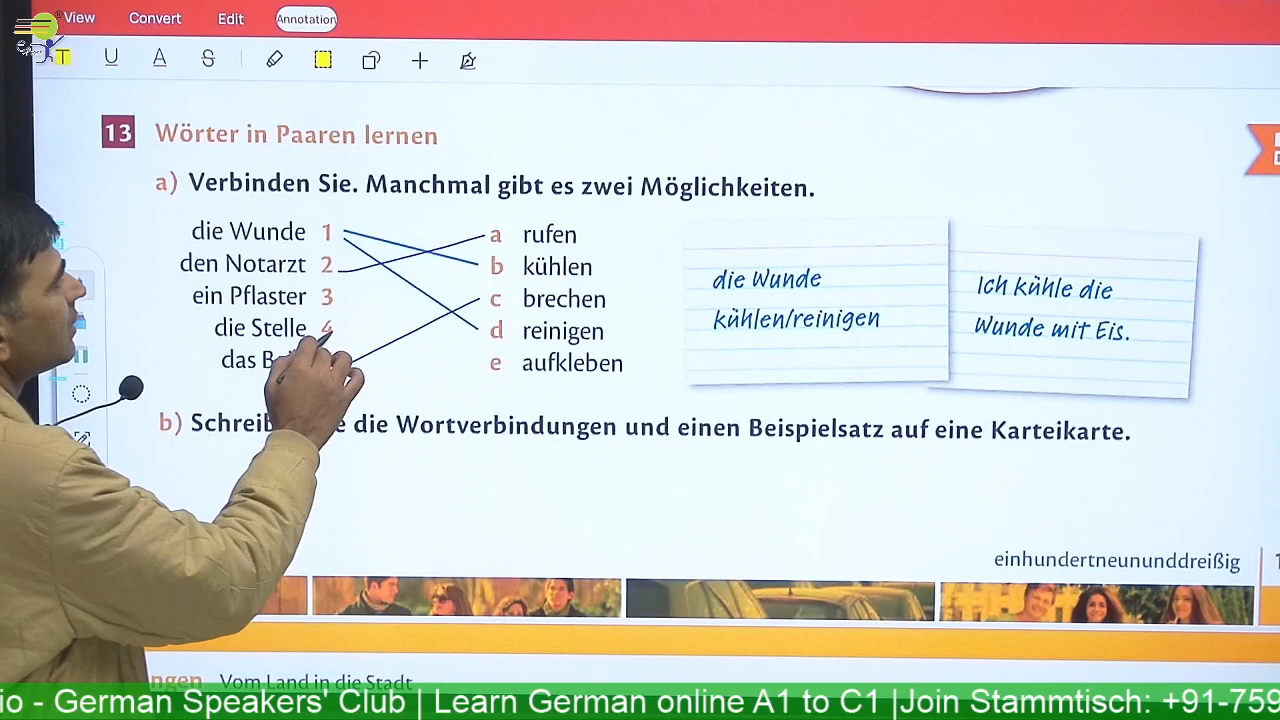 View Convert Edit Annotation
T U A S
13 Wörter in Paaren lernen
a) Verbinden Sie. Manchmal gibt es zwei Möglichkeiten.
die Wunde 1
den Notarzt 2
ein Pflaster 3
die Stelle 4
das
a rufen
b kühlen
c brechen
d reinigen
e aufkleben
die Wunde
kühlen/reinigen
Ich kühle die
Wunde mit Eis.
b) die Wortverbindungen und einen Beispielsatz auf eine Karteikarte.
einhundertneununddreißig
Vom Land in die Stadt
- German Speakers' Club | Learn German online A1 to C1 |Join Stammtisch: +91-759